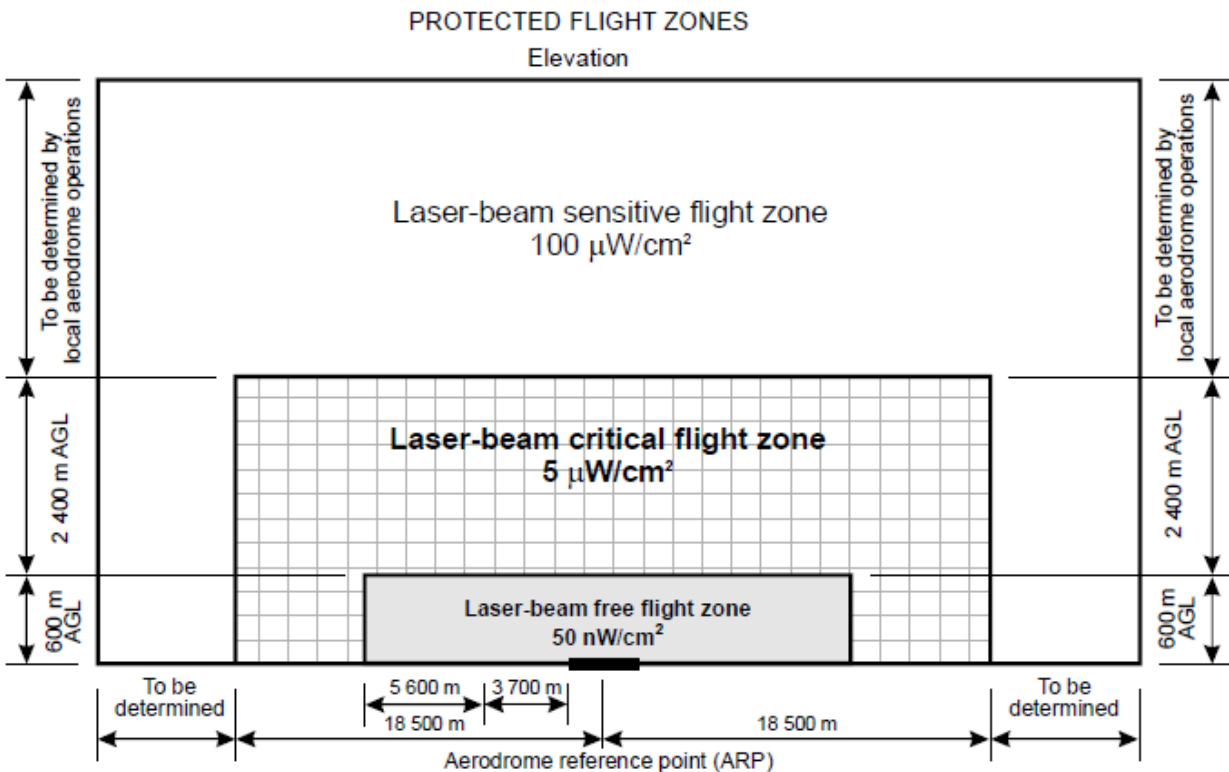 PROTECTED FLIGHT ZONES
Elevation
To be determined by
local aerodrome operations
To be determined by
local aerodrome operations
Laser-beam sensitive flight zone
100 μW/cm²
Laser-beam critical flight zone
5 μW/cm²
2 400 m AGL
2 400 m AGL
Laser-beam free flight zone
50 nW/cm²
600 m
AGL
600 m
AGL
To be
determined
5 600 m
3 700 m
To be
determined
18 500 m
18 500 m
Aerodrome reference point (ARP)